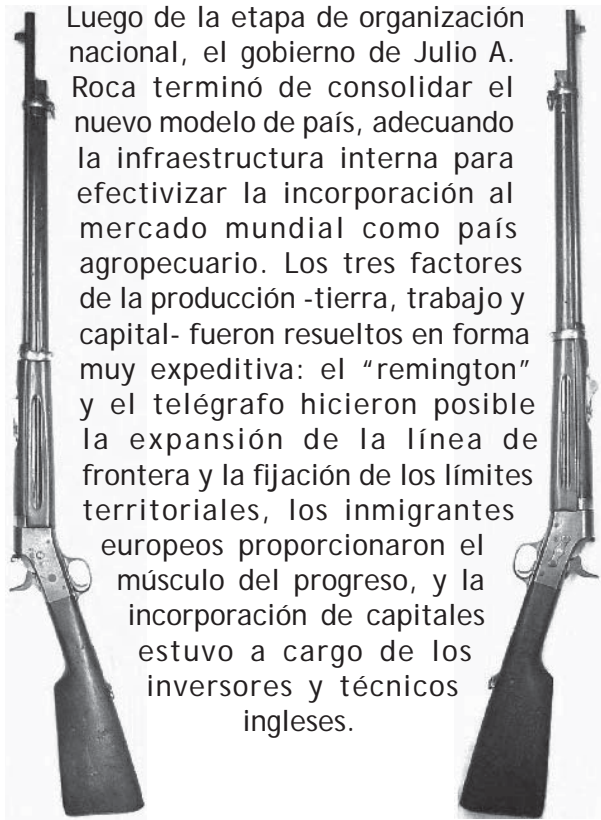 Luego de la etapa de organización
nacional, el gobierno de Julio A.
Roca terminó de consolidar el
nuevo modelo de país, adecuando
la infraestructura interna para
efectivizar la incorporación al
mercado mundial como país
agropecuario. Los tres factores
de la producción -tierra, trabajo y
capital- fueron resueltos en forma
muy expeditiva: el “remington”
y el telégrafo hicieron posible
la expansión de la línea de
frontera y la fijación de los límites
territoriales, los inmigrantes
europeos proporcionaron el
músculo del progreso, y la
incorporación de capitales
estuvo a cargo de los
inversores y técnicos
ingleses.